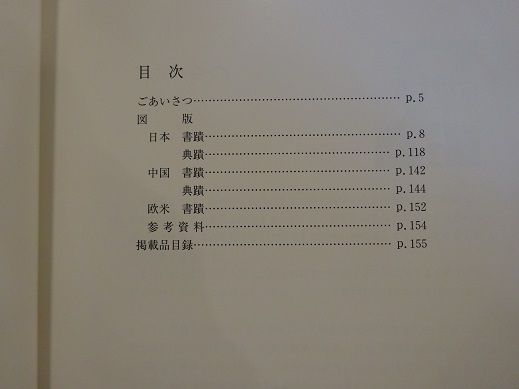 目 次
ごあいさつ…………………………………………… p.5
図 版
日本 書蹟…………………………………………… p.8
典蹟…………………………………………… p.118
中国 書蹟…………………………………………… p.142
典蹟…………………………………………… p.144
欧米 書蹟…………………………………………… p.152
参考資料…………………………………………… p.154
掲載品目録…………………………………………… p.155